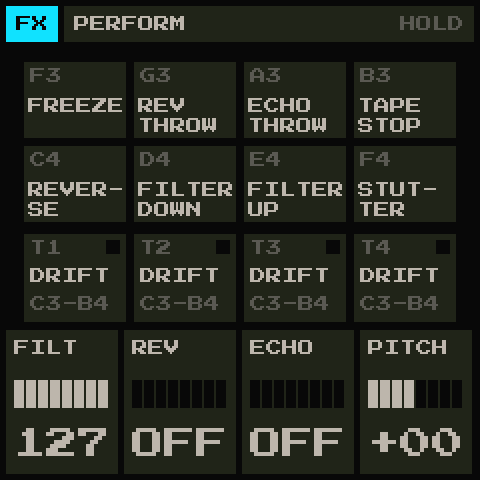 FX PERFORM HOLD
F3 G3 A3 B3
FREEZE REV ECHO TAPE
THROW THROW STOP
C4 D4 E4 F4
REVER- FILTER FILTER STUT-
SE DOWN UP TER
T1 T2 T3 T4
DRIFT DRIFT DRIFT DRIFT
C3-B4 C3-B4 C3-B4 C3-B4
FILT REV ECHO PITCH
127 OFF OFF +00